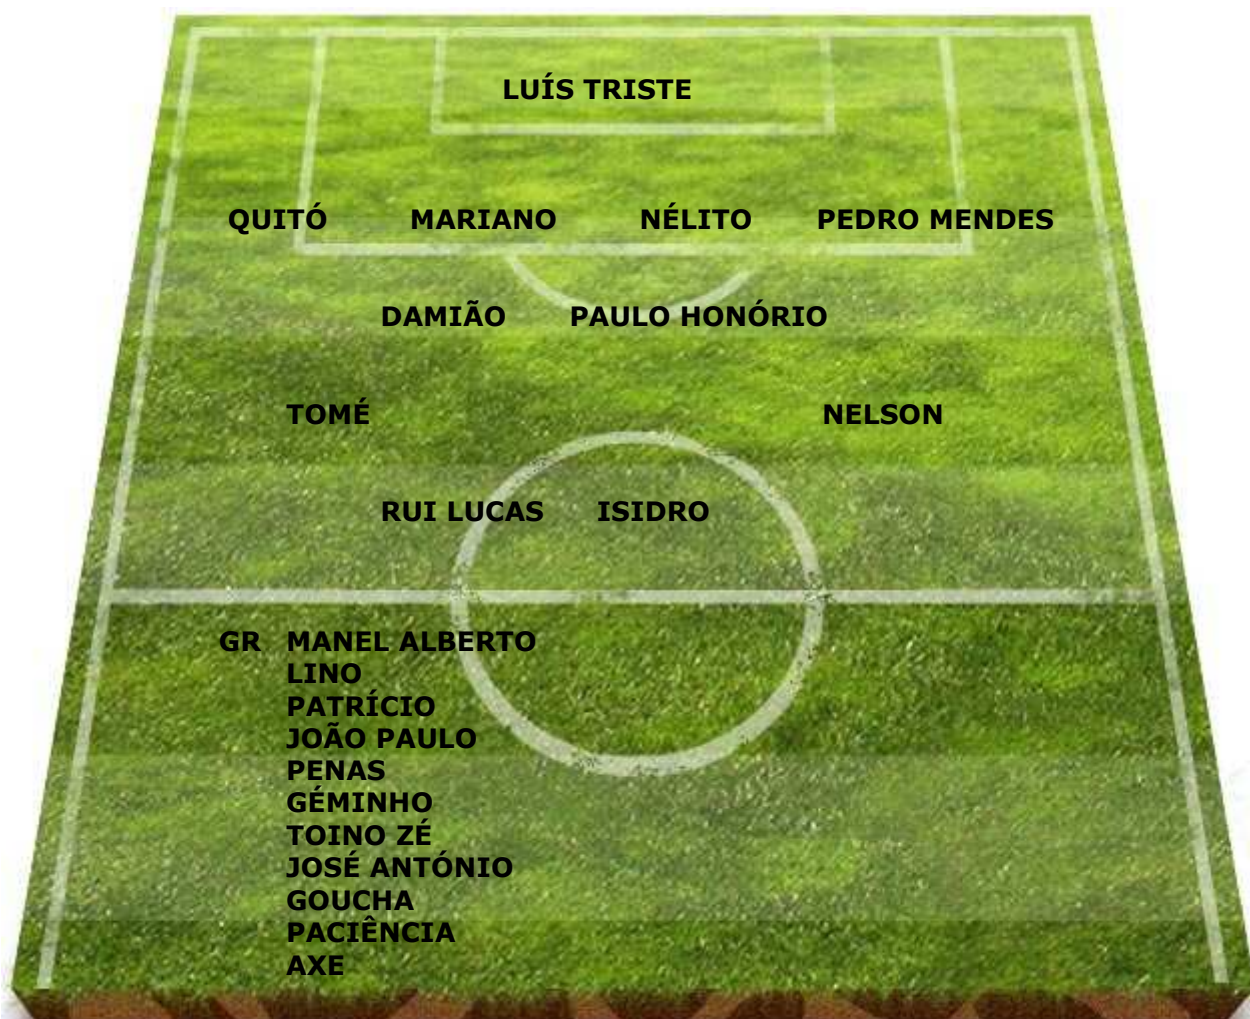 LUÍS TRISTE
QUITÓ MARIANO NÉLITO PEDRO MENDES
DAMIÃO PAULO HONÓRIO
TOMÉ NELSON
RUI LUCAS ISIDRO
GR MANEL ALBERTO
LINO
PATRÍCIO
JOÃO PAULO
PENAS
GÉMINHO
TOINO ZÉ
JOSÉ ANTÓNIO
GOUCHA
PACIÊNCIA
AXE